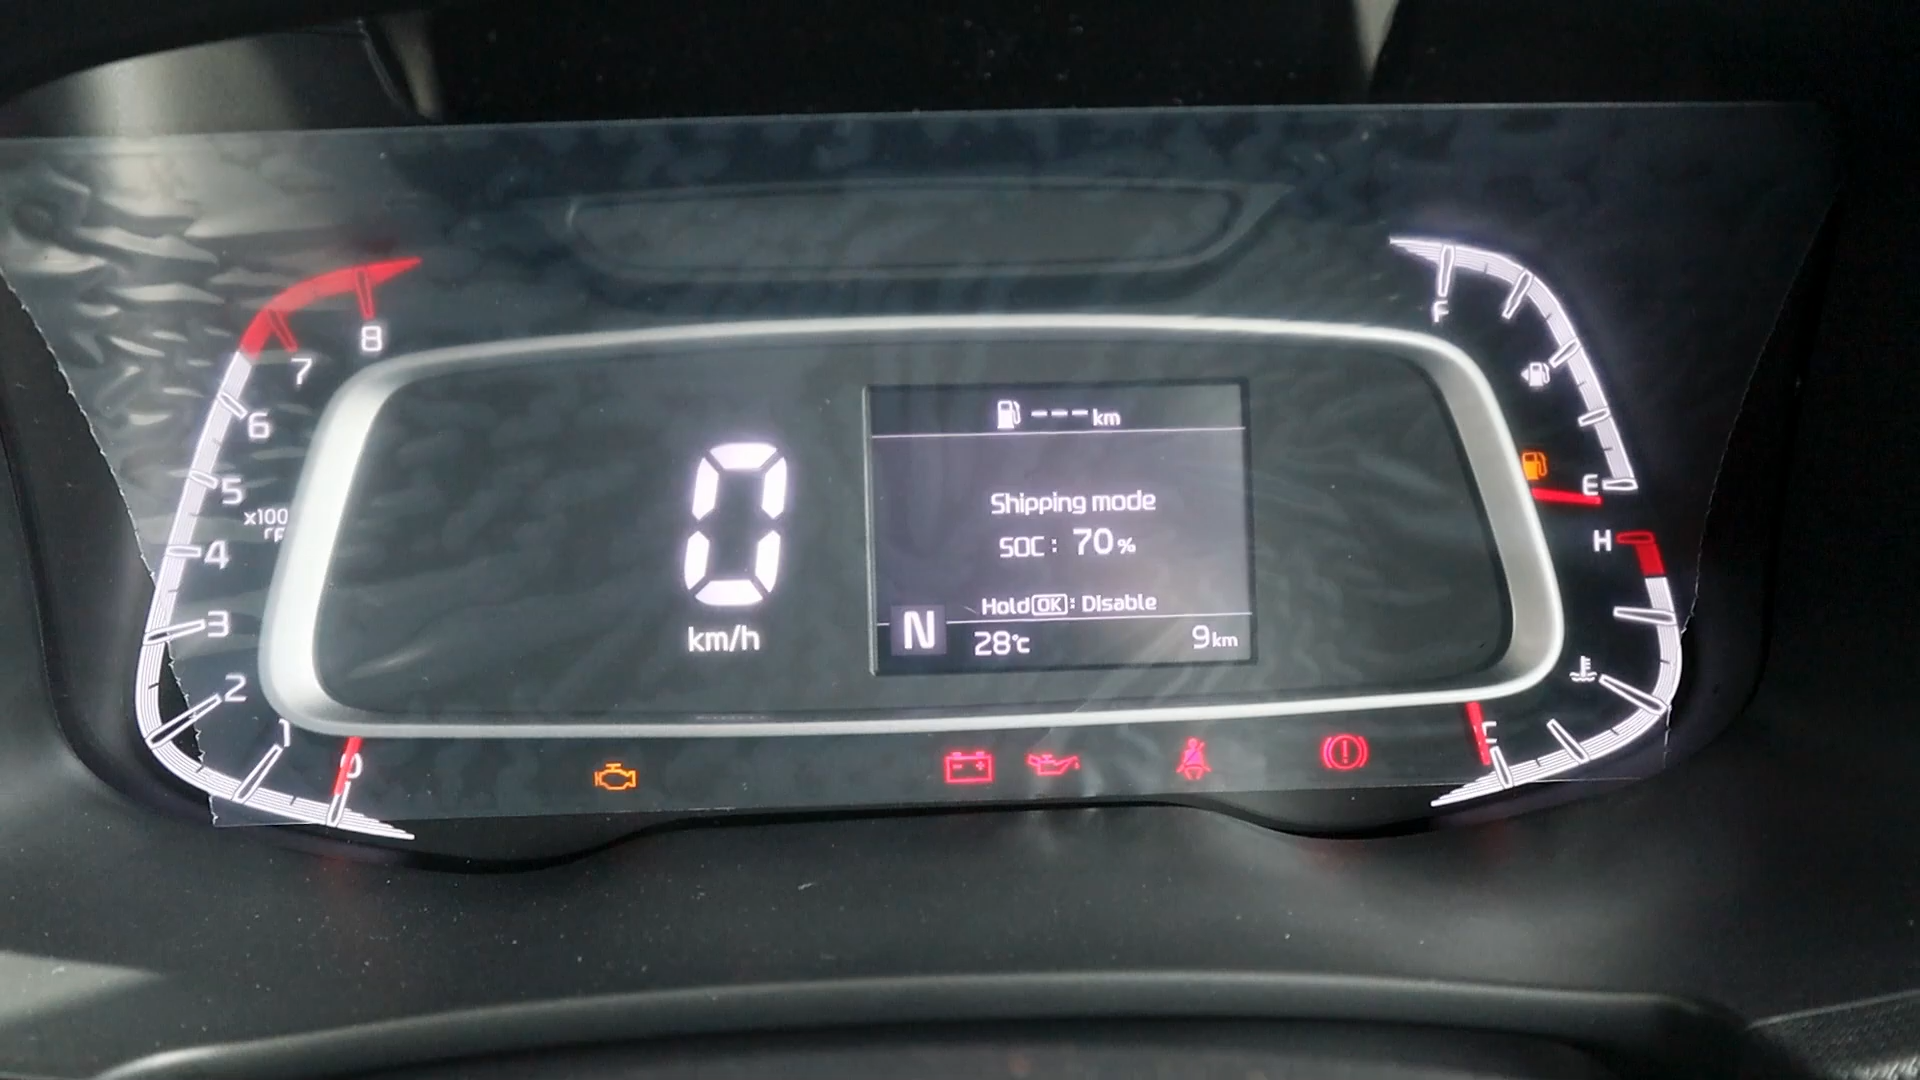 8
7
6
5
x100
4
3
2
1
0
0
km/h
--- km
Shipping mode
SOC: 70%
Hold OK: Disable
N 28°C 9km
F
E
H
C